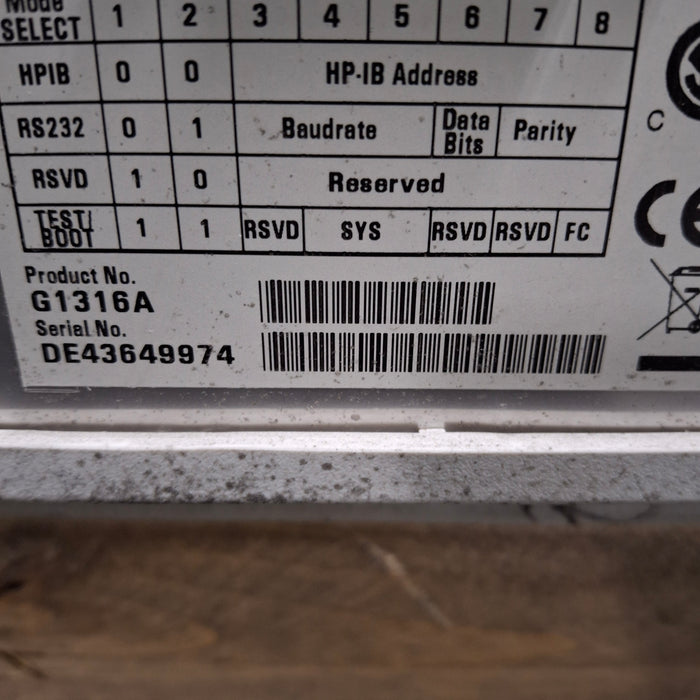 Mode
SELECT 1 2 3 4 5 6 7 8
HPIB 0 0 HP-IB Address
RS232 0 1 Baudrate Data Bits Parity
RSVD 1 0 Reserved
TEST/
BOOT 1 1 RSVD SYS RSVD RSVD FC
Product No.
G1316A
Serial No.
DE43649974
C
CE